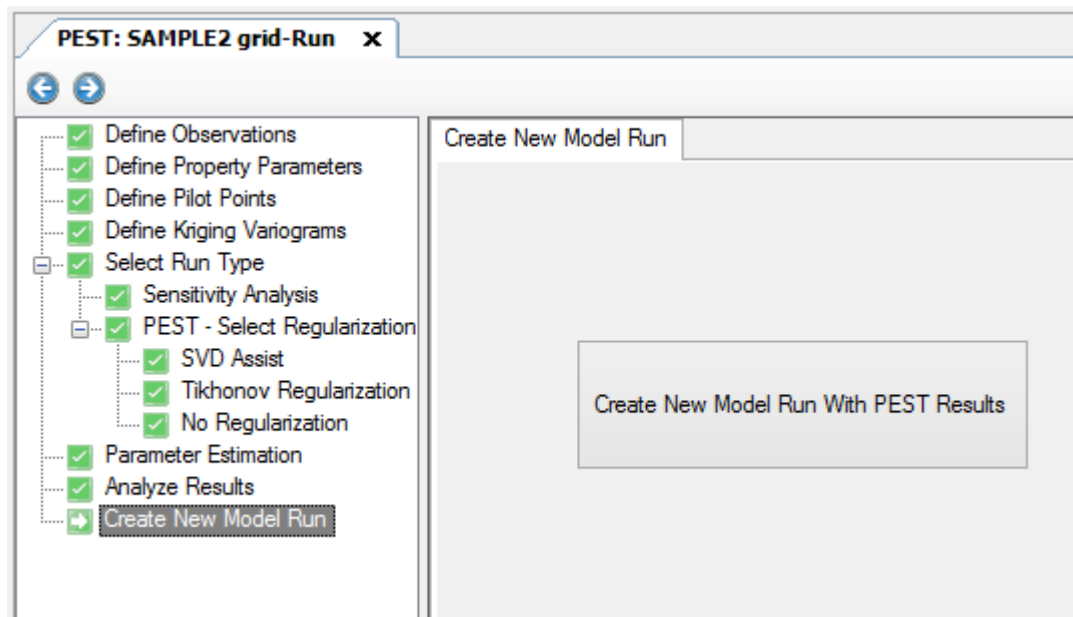 PEST: SAMPLE2 grid-Run x
Define Observations
Define Property Parameters
Define Pilot Points
Define Kriging Variograms
Select Run Type
Sensitivity Analysis
PEST - Select Regularization
SVD Assist
Tikhonov Regularization
No Regularization
Parameter Estimation
Analyze Results
Create New Model Run
Create New Model Run
Create New Model Run With PEST Results